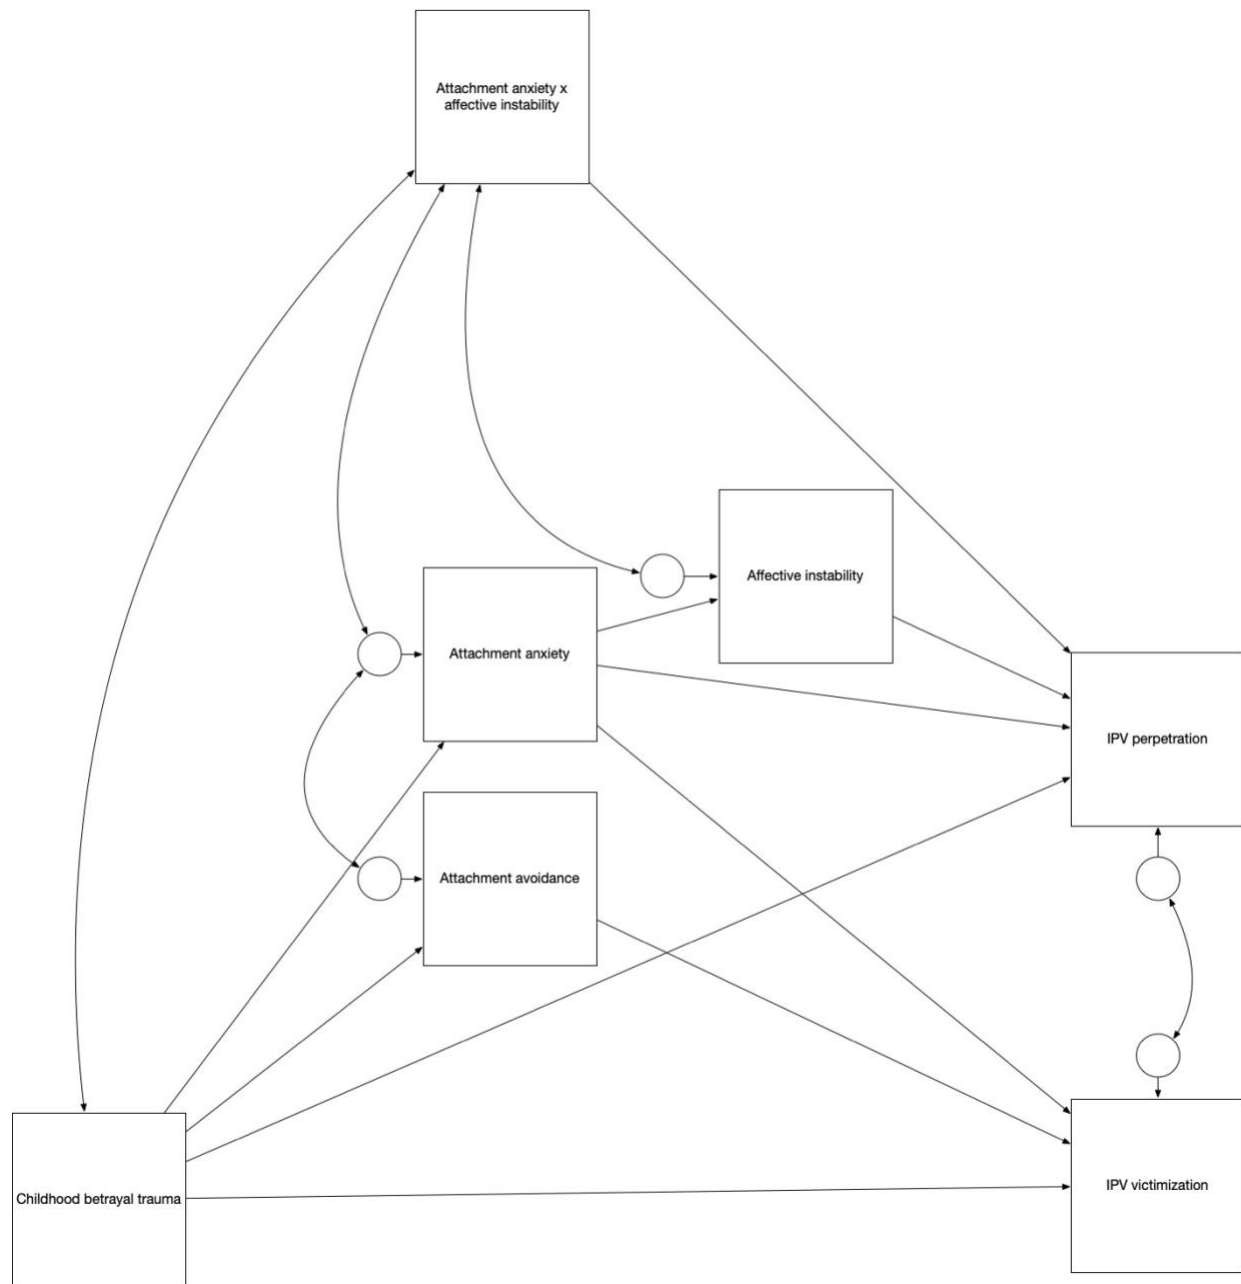 Attachment anxiety x
affective instability
Affective instability
Attachment anxiety
IPV perpetration
Attachment avoidance
IPV victimization
Childhood betrayal trauma